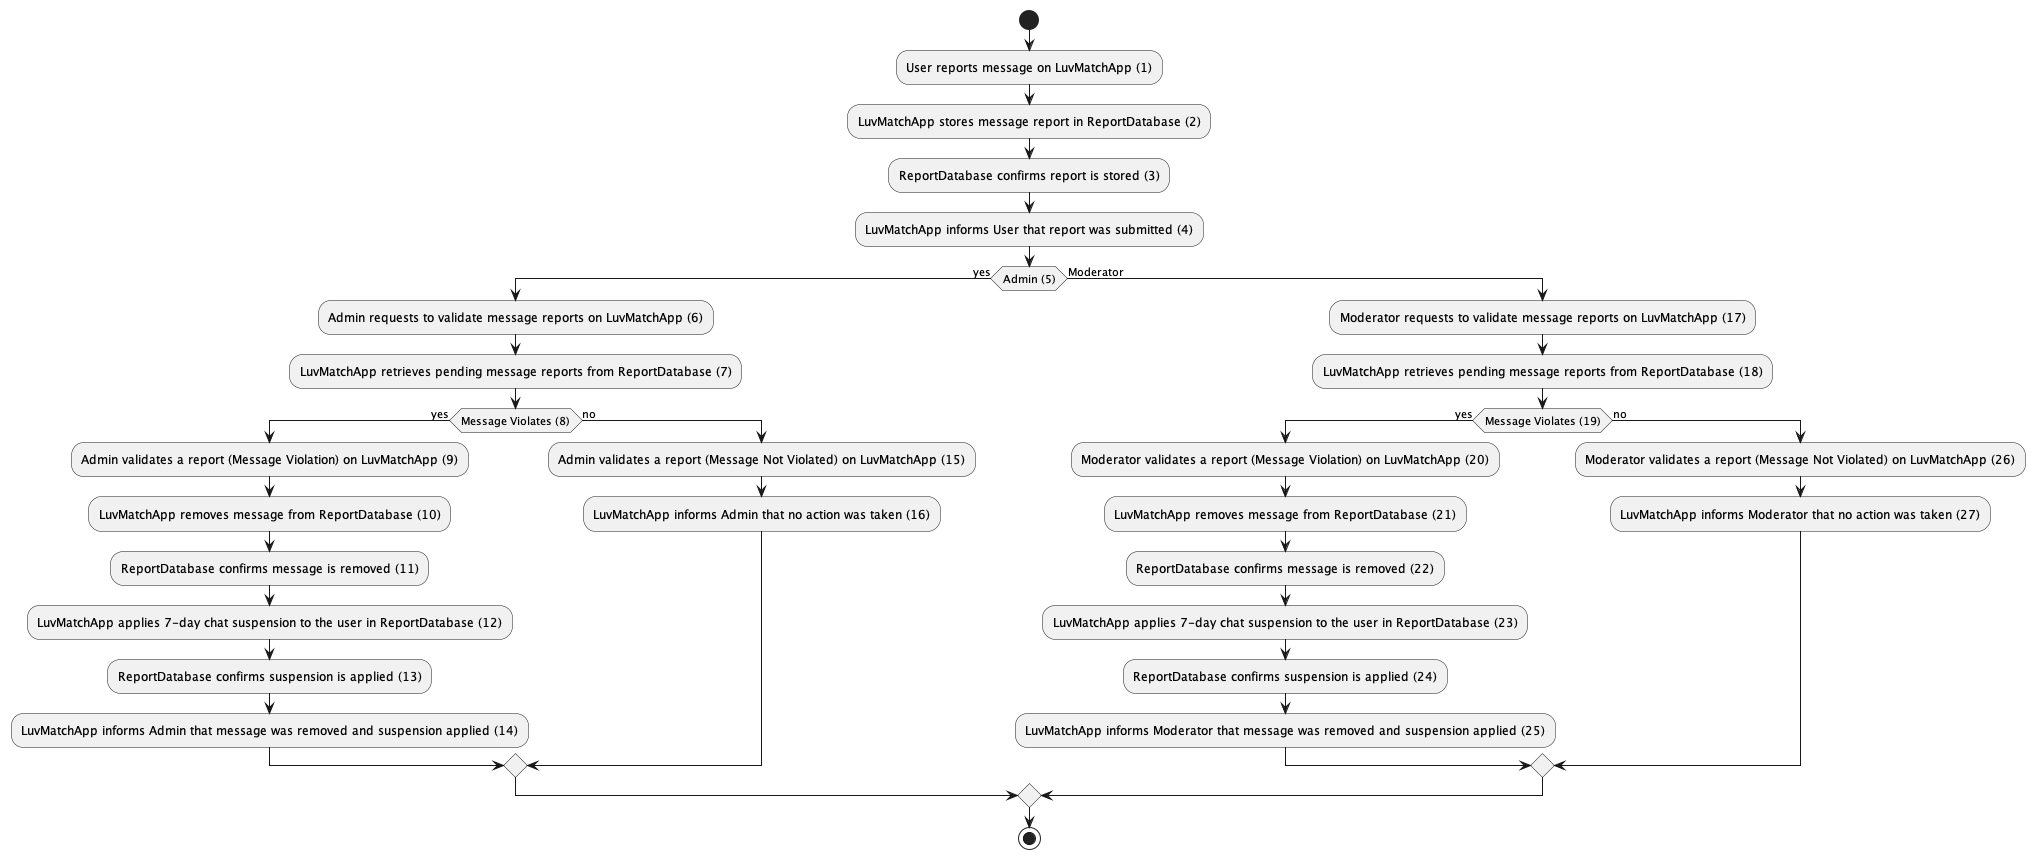 User reports message on LuvMatchApp (1)
LuvMatchApp stores message report in ReportDatabase (2)
ReportDatabase confirms report is stored (3)
LuvMatchApp informs User that report was submitted (4)
yes
Admin (5)
Moderator
Admin requests to validate message reports on LuvMatchApp (6)
LuvMatchApp retrieves pending message reports from ReportDatabase (7)
yes
Message Violates (8)
no
Admin validates a report (Message Violation) on LuvMatchApp (9)
LuvMatchApp removes message from ReportDatabase (10)
ReportDatabase confirms message is removed (11)
LuvMatchApp applies 7-day chat suspension to the user in ReportDatabase (12)
ReportDatabase confirms suspension is applied (13)
LuvMatchApp informs Admin that message was removed and suspension applied (14)
Admin validates a report (Message Not Violated) on LuvMatchApp (15)
LuvMatchApp informs Admin that no action was taken (16)
Moderator requests to validate message reports on LuvMatchApp (17)
LuvMatchApp retrieves pending message reports from ReportDatabase (18)
yes
Message Violates (19)
no
Moderator validates a report (Message Violation) on LuvMatchApp (20)
LuvMatchApp removes message from ReportDatabase (21)
ReportDatabase confirms message is removed (22)
LuvMatchApp applies 7-day chat suspension to the user in ReportDatabase (23)
ReportDatabase confirms suspension is applied (24)
LuvMatchApp informs Moderator that message was removed and suspension applied (25)
Moderator validates a report (Message Not Violated) on LuvMatchApp (26)
LuvMatchApp informs Moderator that no action was taken (27)